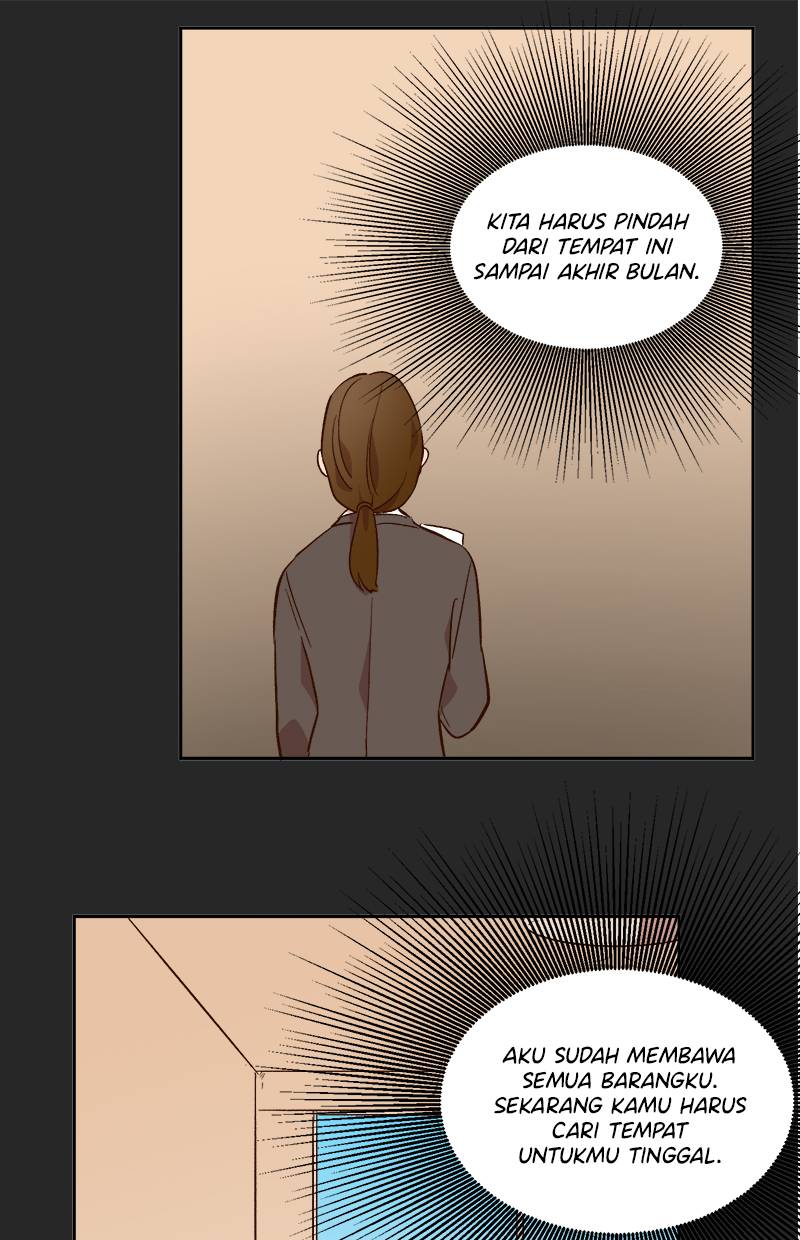 KITA HARUS PINDAH
DARI TEMPAT INI
SAMPAI AKHIR BULAN.
AKU SUDAH MEMBAWA
SEMUA BARANGKU.
SEKARANG KAMU HARUS
CARI TEMPAT
UNTUKMU TINGGAL.